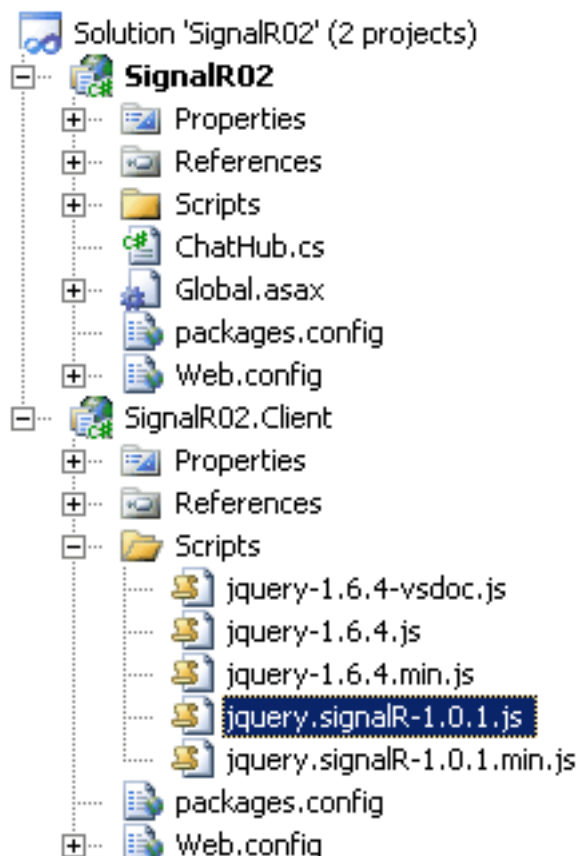 Solution 'SignalR02' (2 projects)
SignalR02
Properties
References
Scripts
ChatHub.cs
Global.asax
packages.config
Web.config
SignalR02.Client
Properties
References
Scripts
jquery-1.6.4-vsdoc.js
jquery-1.6.4.js
jquery-1.6.4.min.js
jquery.signalR-1.0.1.js
jquery.signalR-1.0.1.min.js
packages.config
Web.config